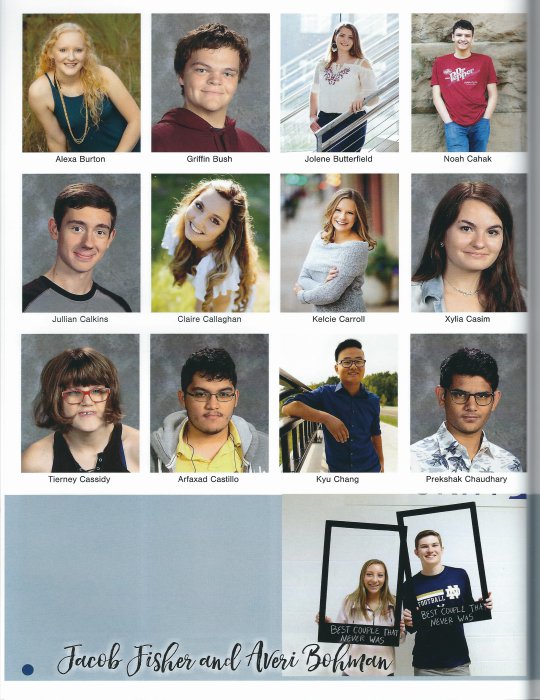 Alexa Burton
Griffin Bush
Jolene Butterfield
Noah Cahak
Dr Pepper
Jullian Calkins
Claire Callaghan
Kelcie Carroll
Xylia Casim
Tierney Cassidy
Arfaxad Castillo
Kyu Chang
Prekshak Chaudhary
FOOTBALL
BEST COUPLE THAT
NEVER WAS
BEST COUPLE THAT
NEVER WAS
Jacob Fisher and Averi Bohman